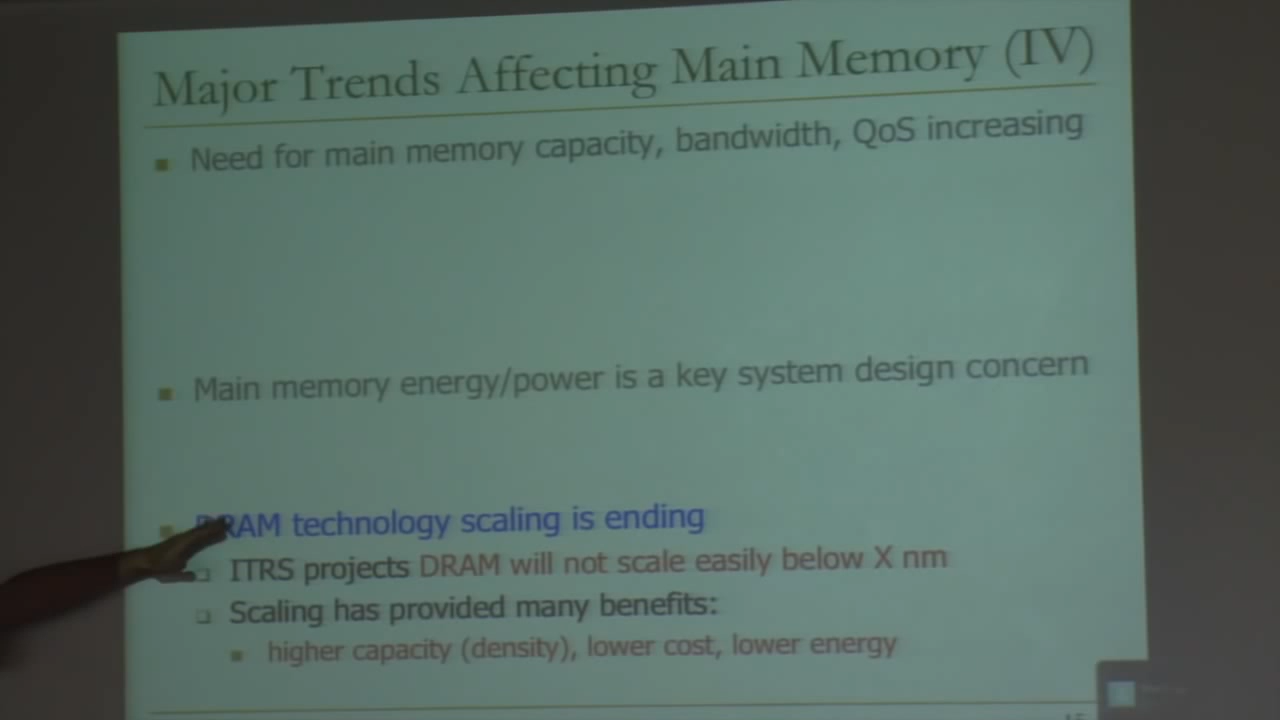 Major Trends Affecting Main Memory (IV)
Need for main memory capacity, bandwidth, QoS increasing
Main memory energy/power is a key system design concern
DRAM technology scaling is ending
ITRS projects DRAM will not scale easily below X nm
Scaling has provided many benefits:
higher capacity (density), lower cost, lower energy